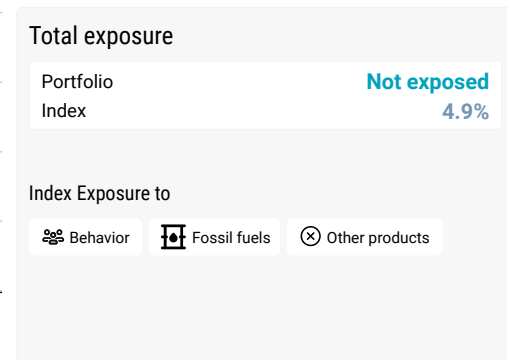 Total exposure
Portfolio Not exposed
Index 4.9%
Index Exposure to
Behavior Fossil fuels Other products